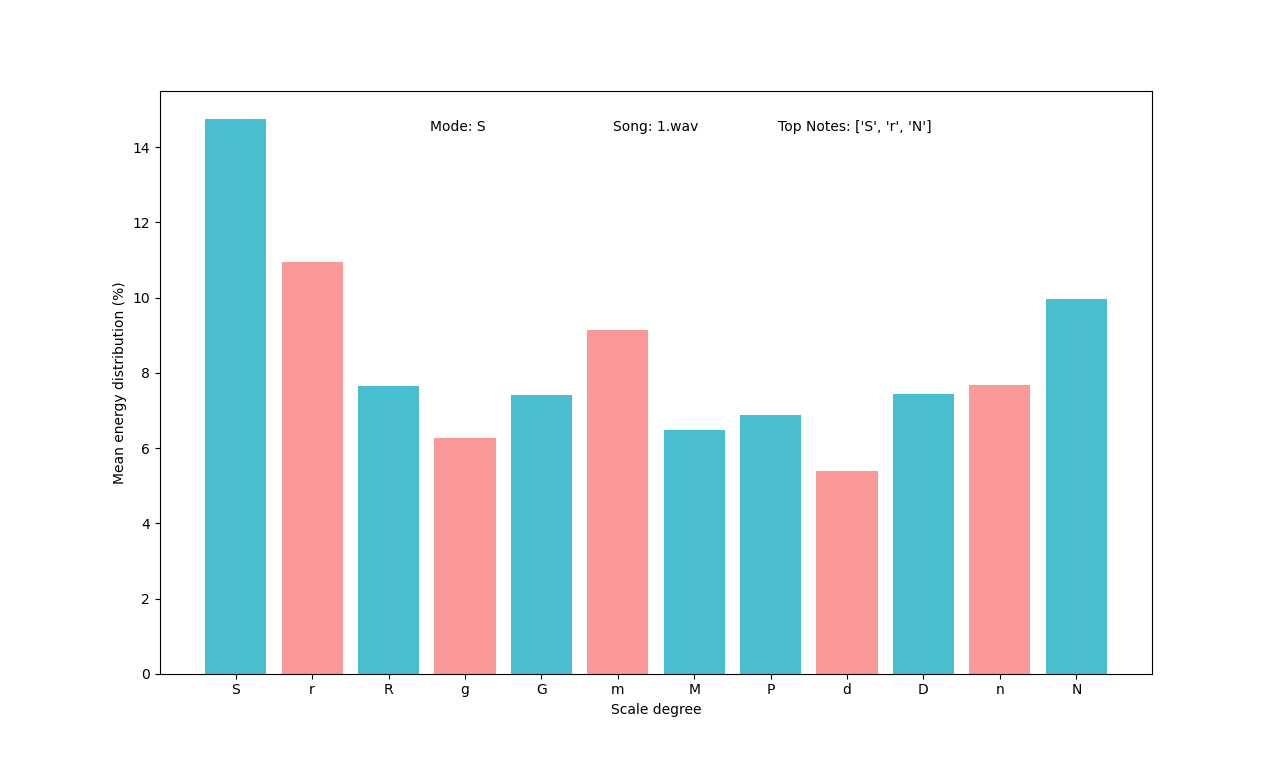 Mode: S Song: 1.wav Top Notes: ['S', 'r', 'N']
Mean energy distribution (%)
14
12
10
8
6
4
2
0
S r R g G m M P d D n N
Scale degree